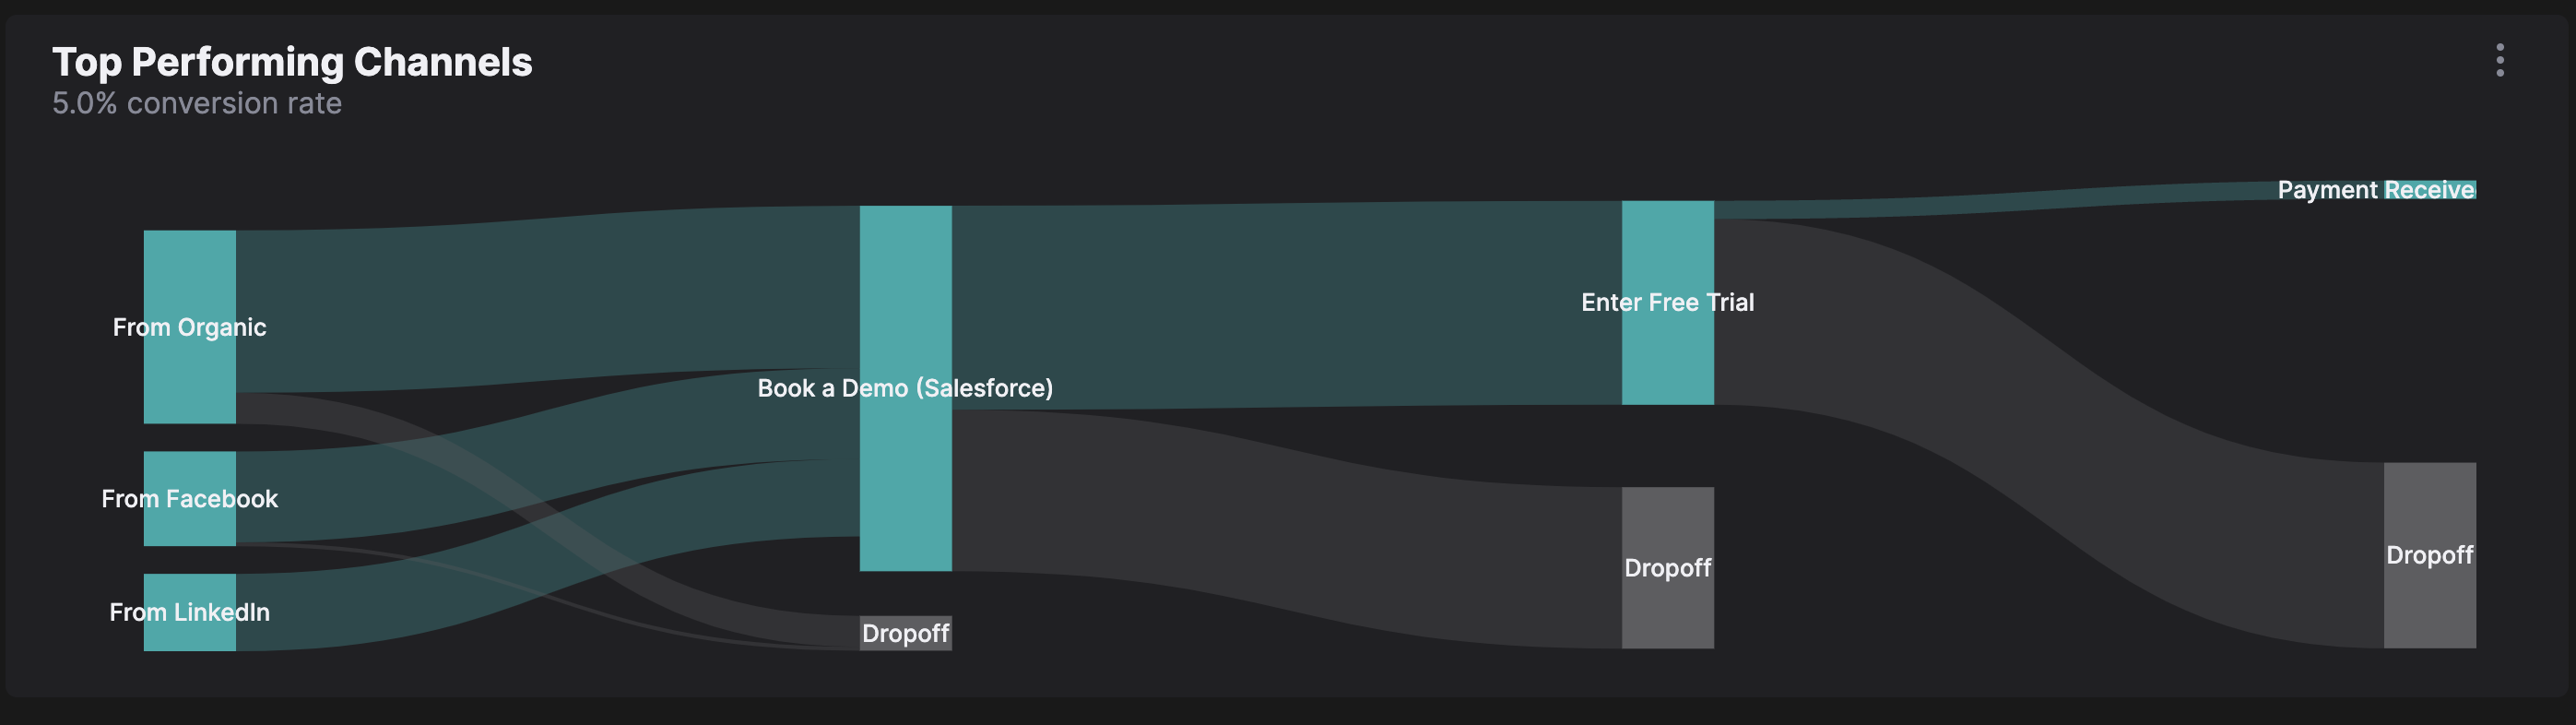 Top Performing Channels
5.0% conversion rate
From Organic
From Facebook
From LinkedIn
Book a Demo (Salesforce)
Dropoff
Enter Free Trial
Dropoff
Payment Receive
Dropoff